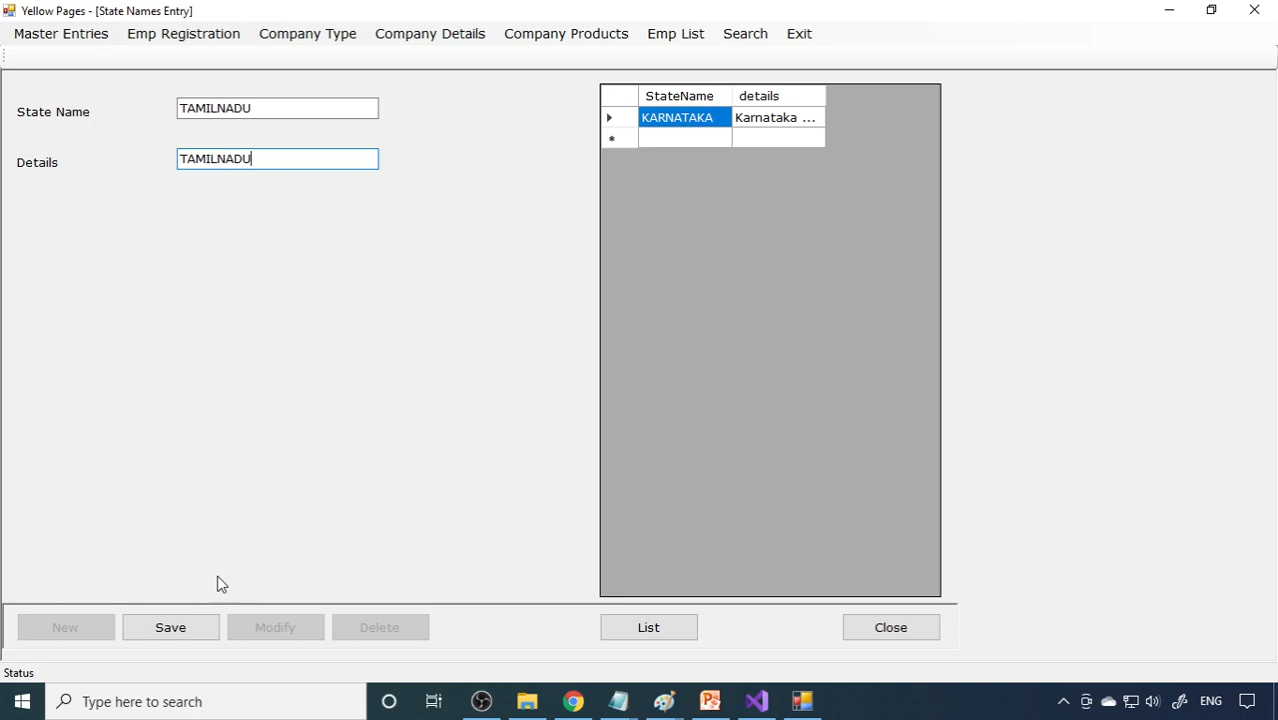 Yellow Pages - [State Names Entry]
Master Entries Emp Registration Company Type Company Details Company Products Emp List Search Exit
State Name TAMILNADU
Details TAMILNADU
StateName details
KARNATAKA Karnataka ...
New Save Modify Delete List Close
Status
Type here to search ENG